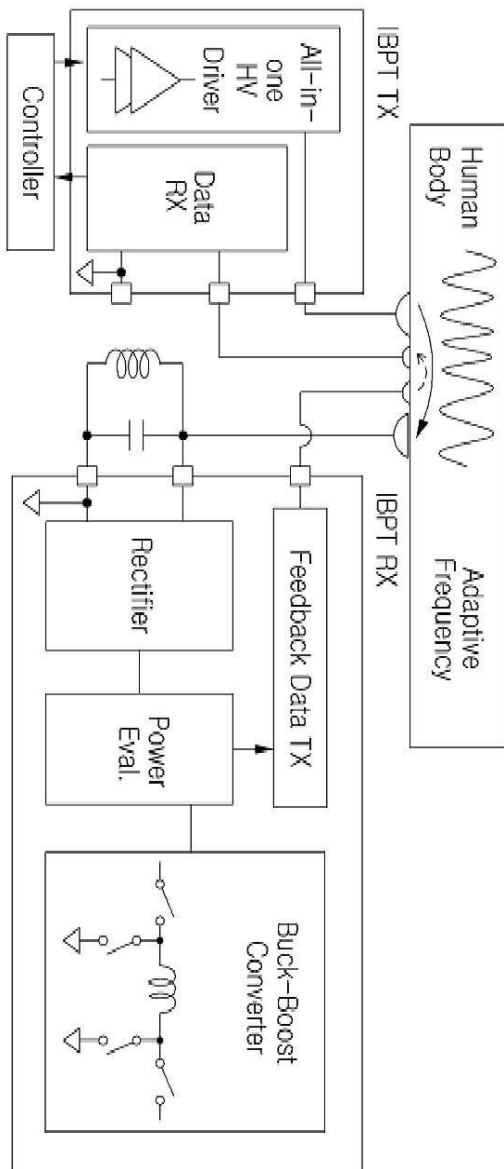 Human
Body
Adaptive
Frequency
IBPT TX
All-in-
one
HV
Driver
Data
RX
Controller
IBPT RX
Feedback Data TX
Rectifier
Power
Eval.
Buck-Boost
Converter